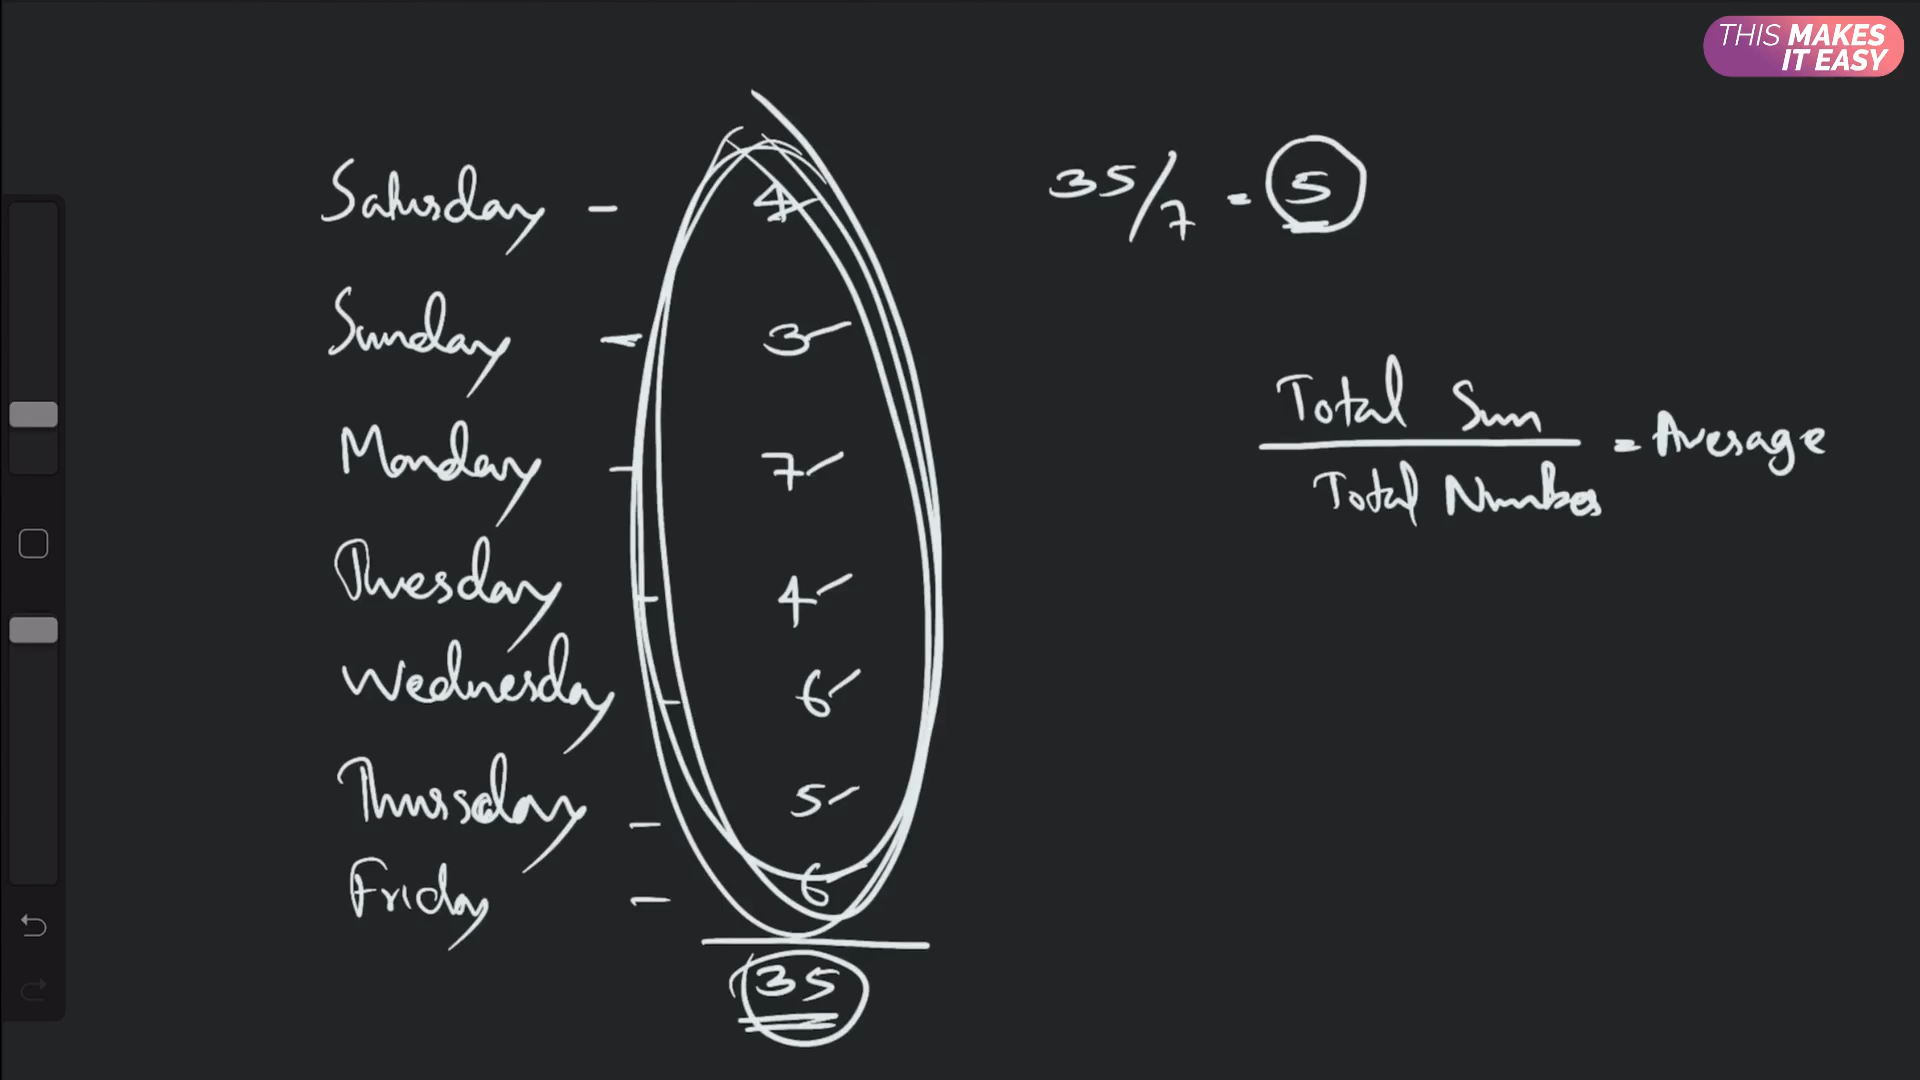 THIS MAKES
IT EASY
Saturday - 4
Sunday - 3
Monday - 7
Tuesday - 4
Wednesday - 6
Thursday - 5
Friday - 6
35
35/7 = 5
Total Sum
Total Number
= Average